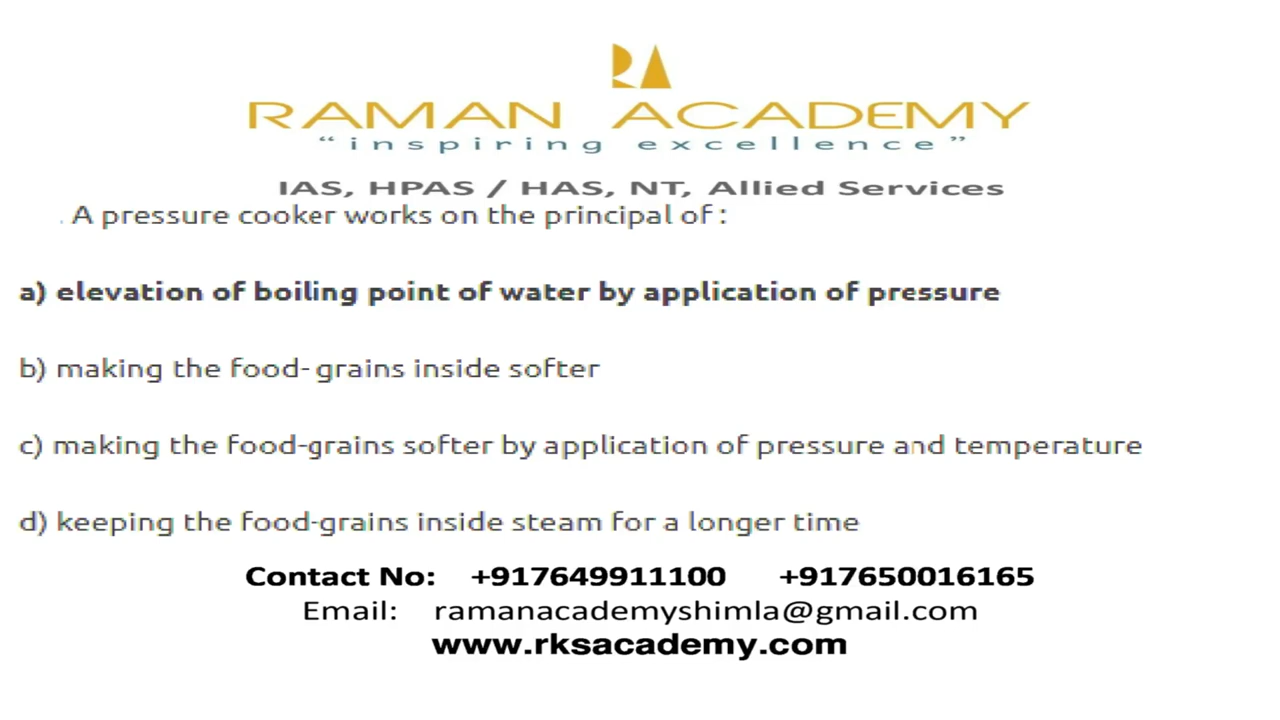 RAMAN ACADEMY
“inspiring excellence”
IAS, HPAS / HAS, NT, Allied Services
. A pressure cooker works on the principal of :
a) elevation of boiling point of water by application of pressure
b) making the food- grains inside softer
c) making the food-grains softer by application of pressure and temperature
d) keeping the food-grains inside steam for a longer time
Contact No: +917649911100 +917650016165
Email: ramanacademyshimla@gmail.com
www.rksacademy.com